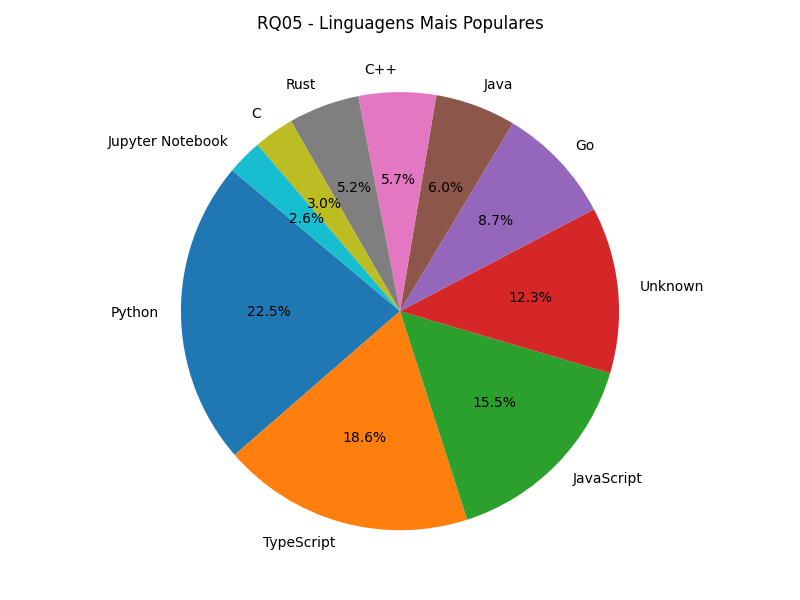 RQ05 - Linguagens Mais Populares
C++
Rust
Java
C
Jupyter Notebook
Go
Unknown
Python
TypeScript
JavaScript
5.7%
5.2%
6.0%
3.0%
2.6%
8.7%
12.3%
22.5%
15.5%
18.6%